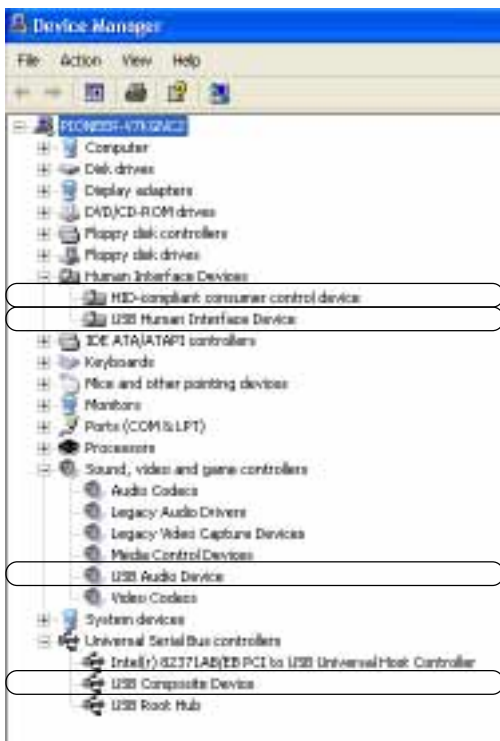 Device Manager
File Action View Help
Computer
Disk drives
Display adapters
DVD/CD-ROM drives
Floppy disk controllers
Floppy disk drives
Human Interface Devices
HID-compliant consumer control device
USB Human Interface Device
IDE ATA/ATAPI controllers
Keyboards
Mice and other pointing devices
Monitors
Ports (COM & LPT)
Processors
Sound, video and game controllers
Audio Codecs
Legacy Audio Drivers
Legacy Video Capture Devices
Media Control Devices
USB Audio Device
Video Codecs
System devices
Universal Serial Bus controllers
Intel(r) 82371AB/EB PCI to USB Universal Host Controller
USB Composite Device
USB Root Hub